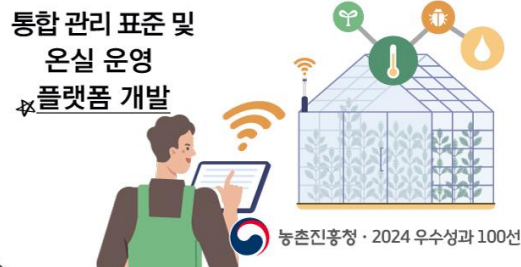 통합 관리 표준 및
온실 운영
플랫폼 개발
농촌진흥청 · 2024 우수성과 100선